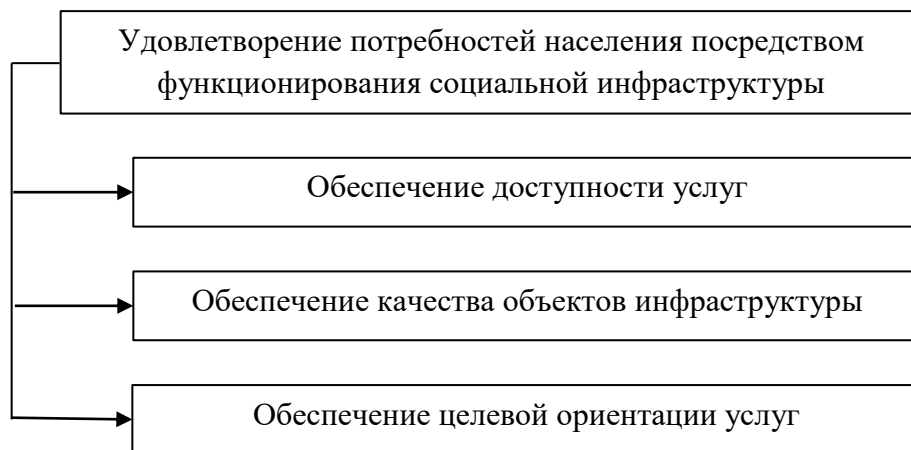 Удовлетворение потребностей населения посредством
функционирования социальной инфраструктуры
Обеспечение доступности услуг
Обеспечение качества объектов инфраструктуры
Обеспечение целевой ориентации услуг